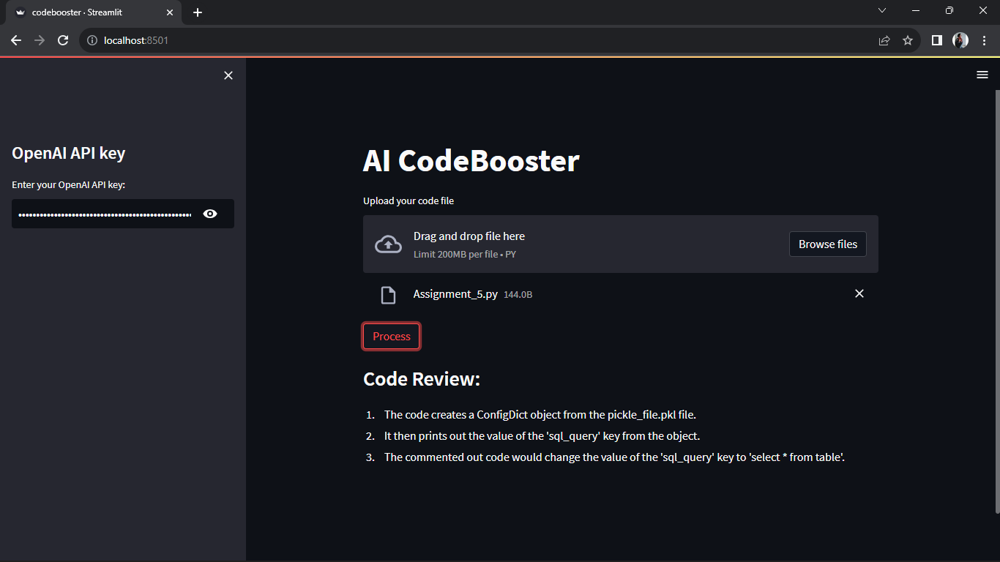 codebooster · Streamlit
localhost:8501
OpenAI API key
Enter your OpenAI API key:
AI CodeBooster
Upload your code file
Drag and drop file here
Limit 200MB per file • PY
Browse files
Assignment_5.py 144.0B
Process
Code Review:
1. The code creates a ConfigDict object from the pickle_file.pkl file.
2. It then prints out the value of the 'sql_query' key from the object.
3. The commented out code would change the value of the 'sql_query' key to 'select * from table'.